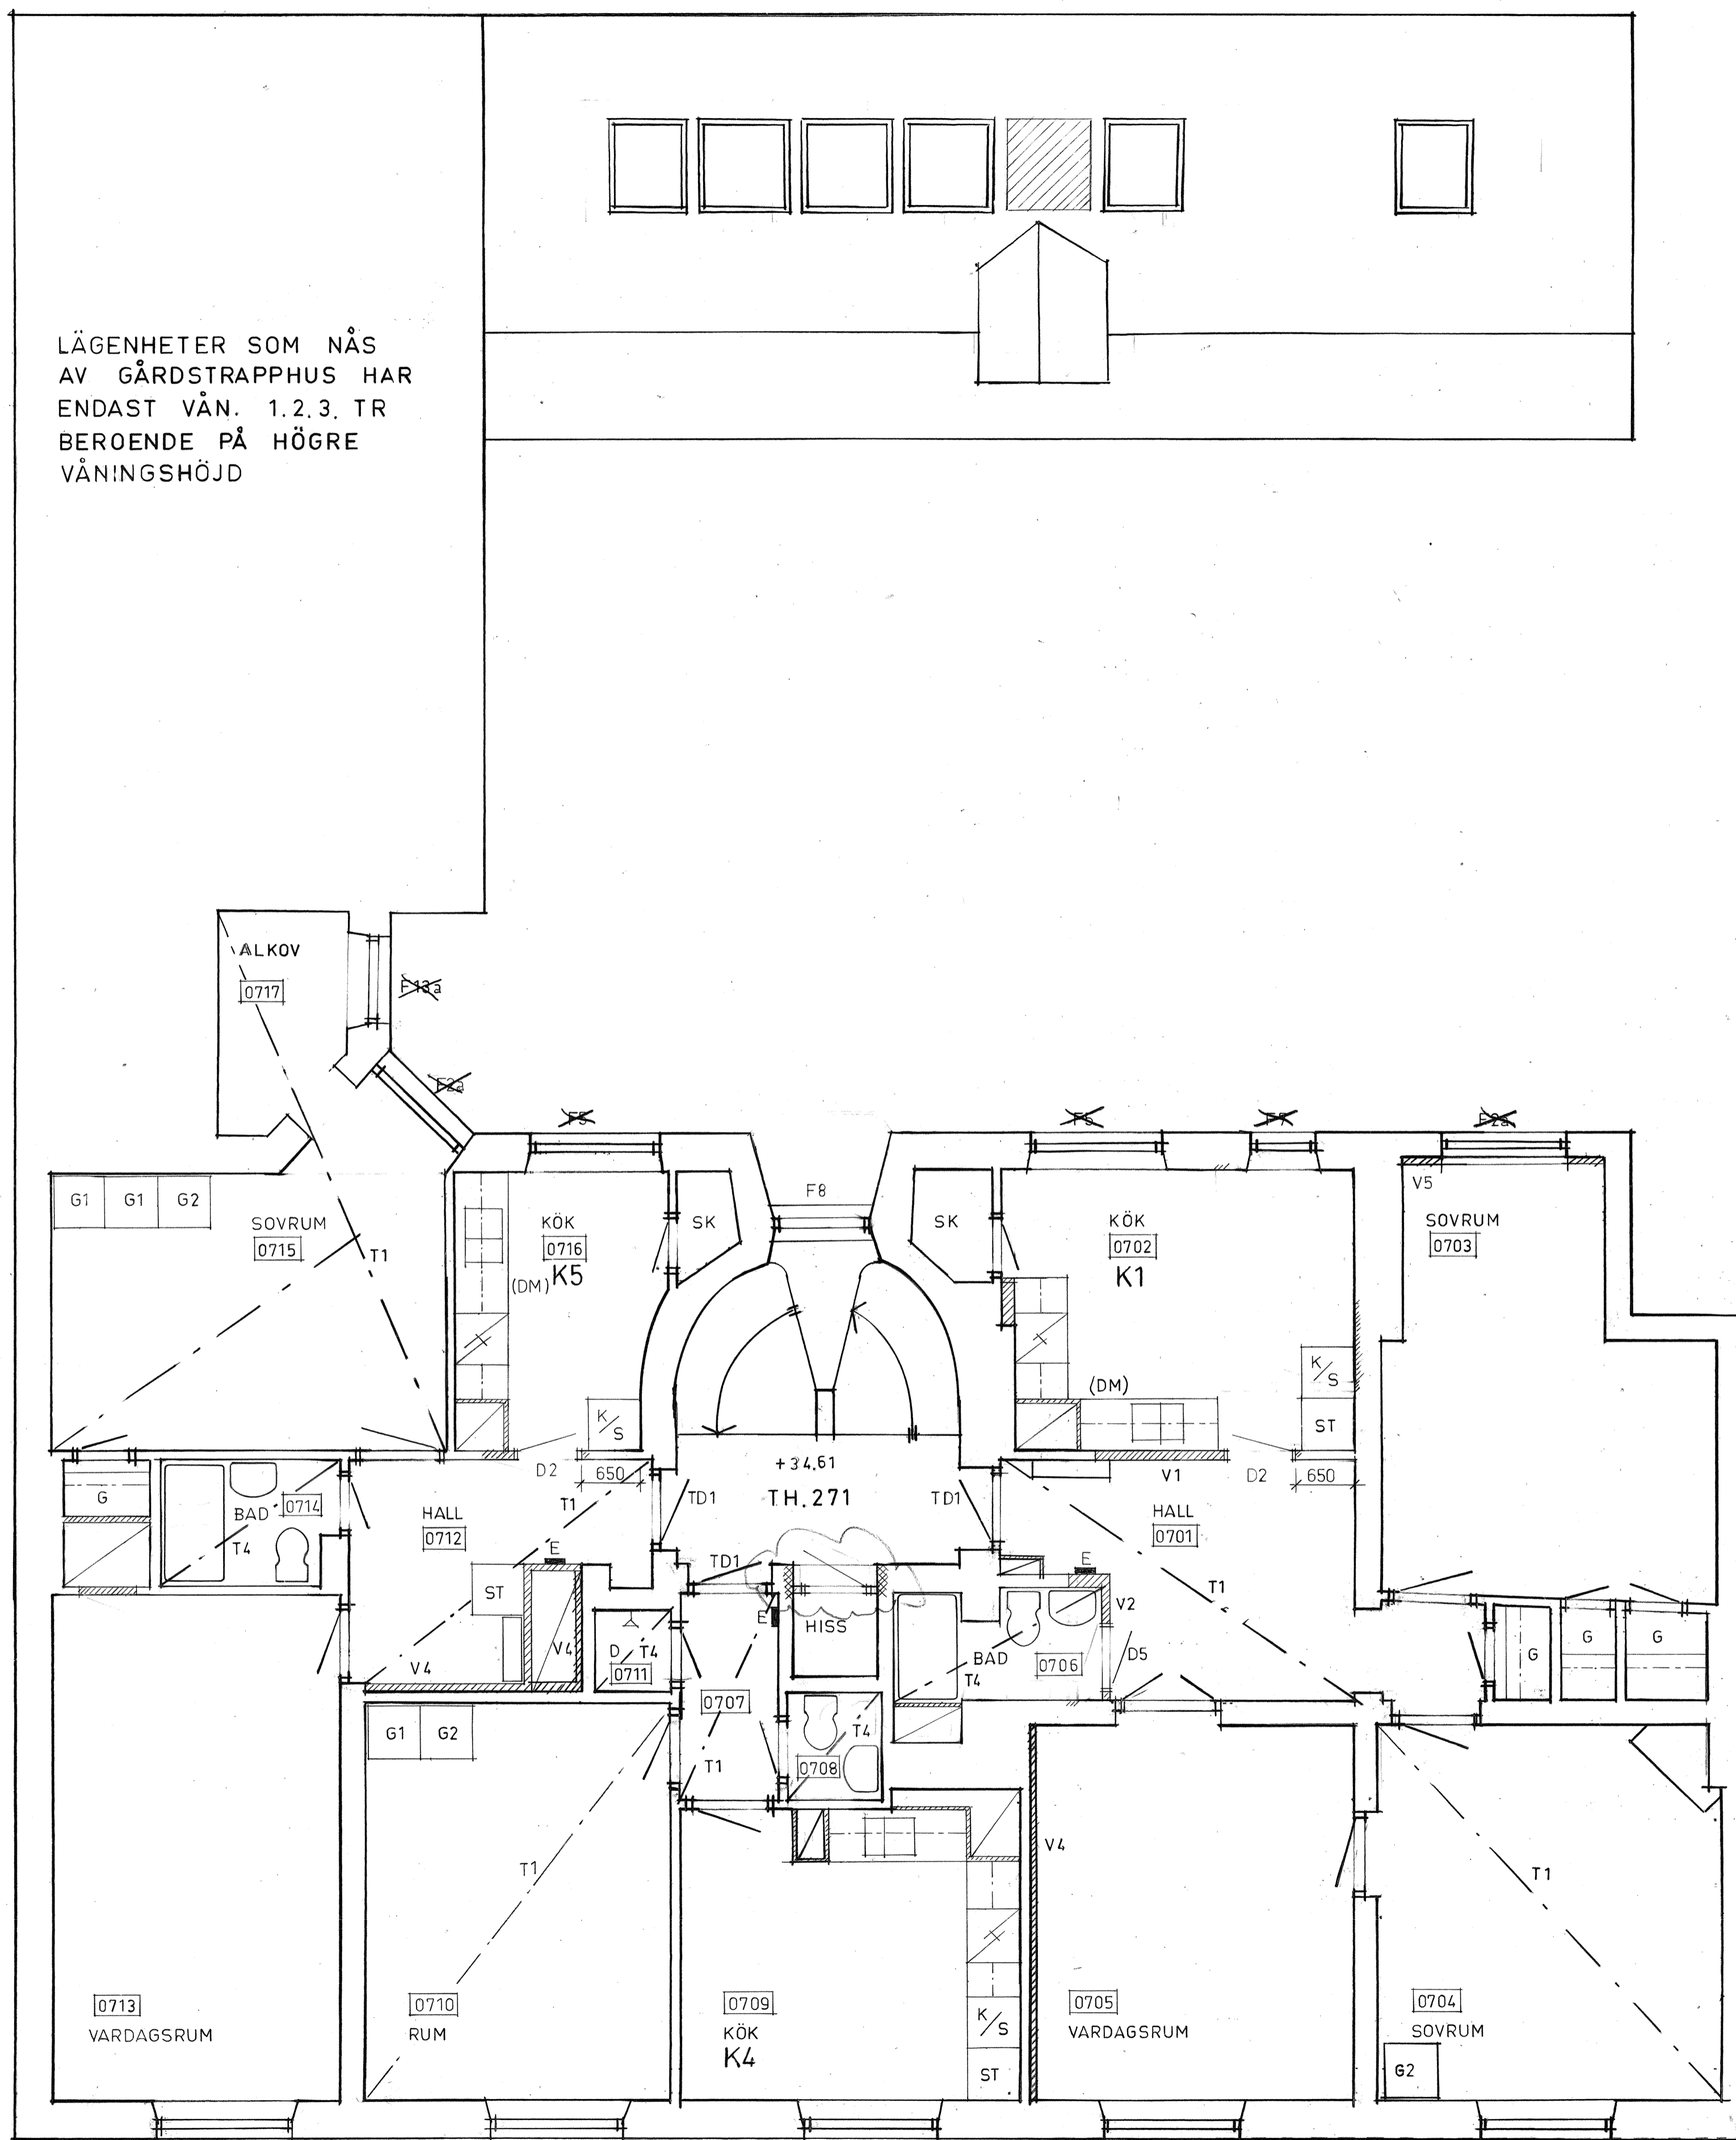 LÄGENHETER SOM NÅS
AV GÅRDSTRAPPHUS HAR
ENDAST VÅN. 1.2.3. TR
BEROENDE PÅ HÖGRE
VÅNINGSHÖJD
ALKOV
0717
F13a
F2a
F5
F7
F2a
G1 G1 G2
SOVRUM
0715
T1
KÖK
0716
(DM) K5
K/S
SK
F8
SK
KÖK
0702
K1
(DM)
K/S
ST
V5
SOVRUM
0703
G
BAD 0714
T4
HALL
0712
T1
D2
650
E
ST
V4
V4
TD1
+34,61
TH.271
TD1
TD1
HISS
E
D T4
0711
0707
T1
T4
0708
BAD
0706
T4
E
V2
D5
V1
D2
650
HALL
0701
T1
G
G
G
0713
VARDAGSRUM
G1 G2
T1
0710
RUM
0709
KÖK
K4
K/S
ST
V4
0705
VARDAGSRUM
T1
0704
SOVRUM
G2